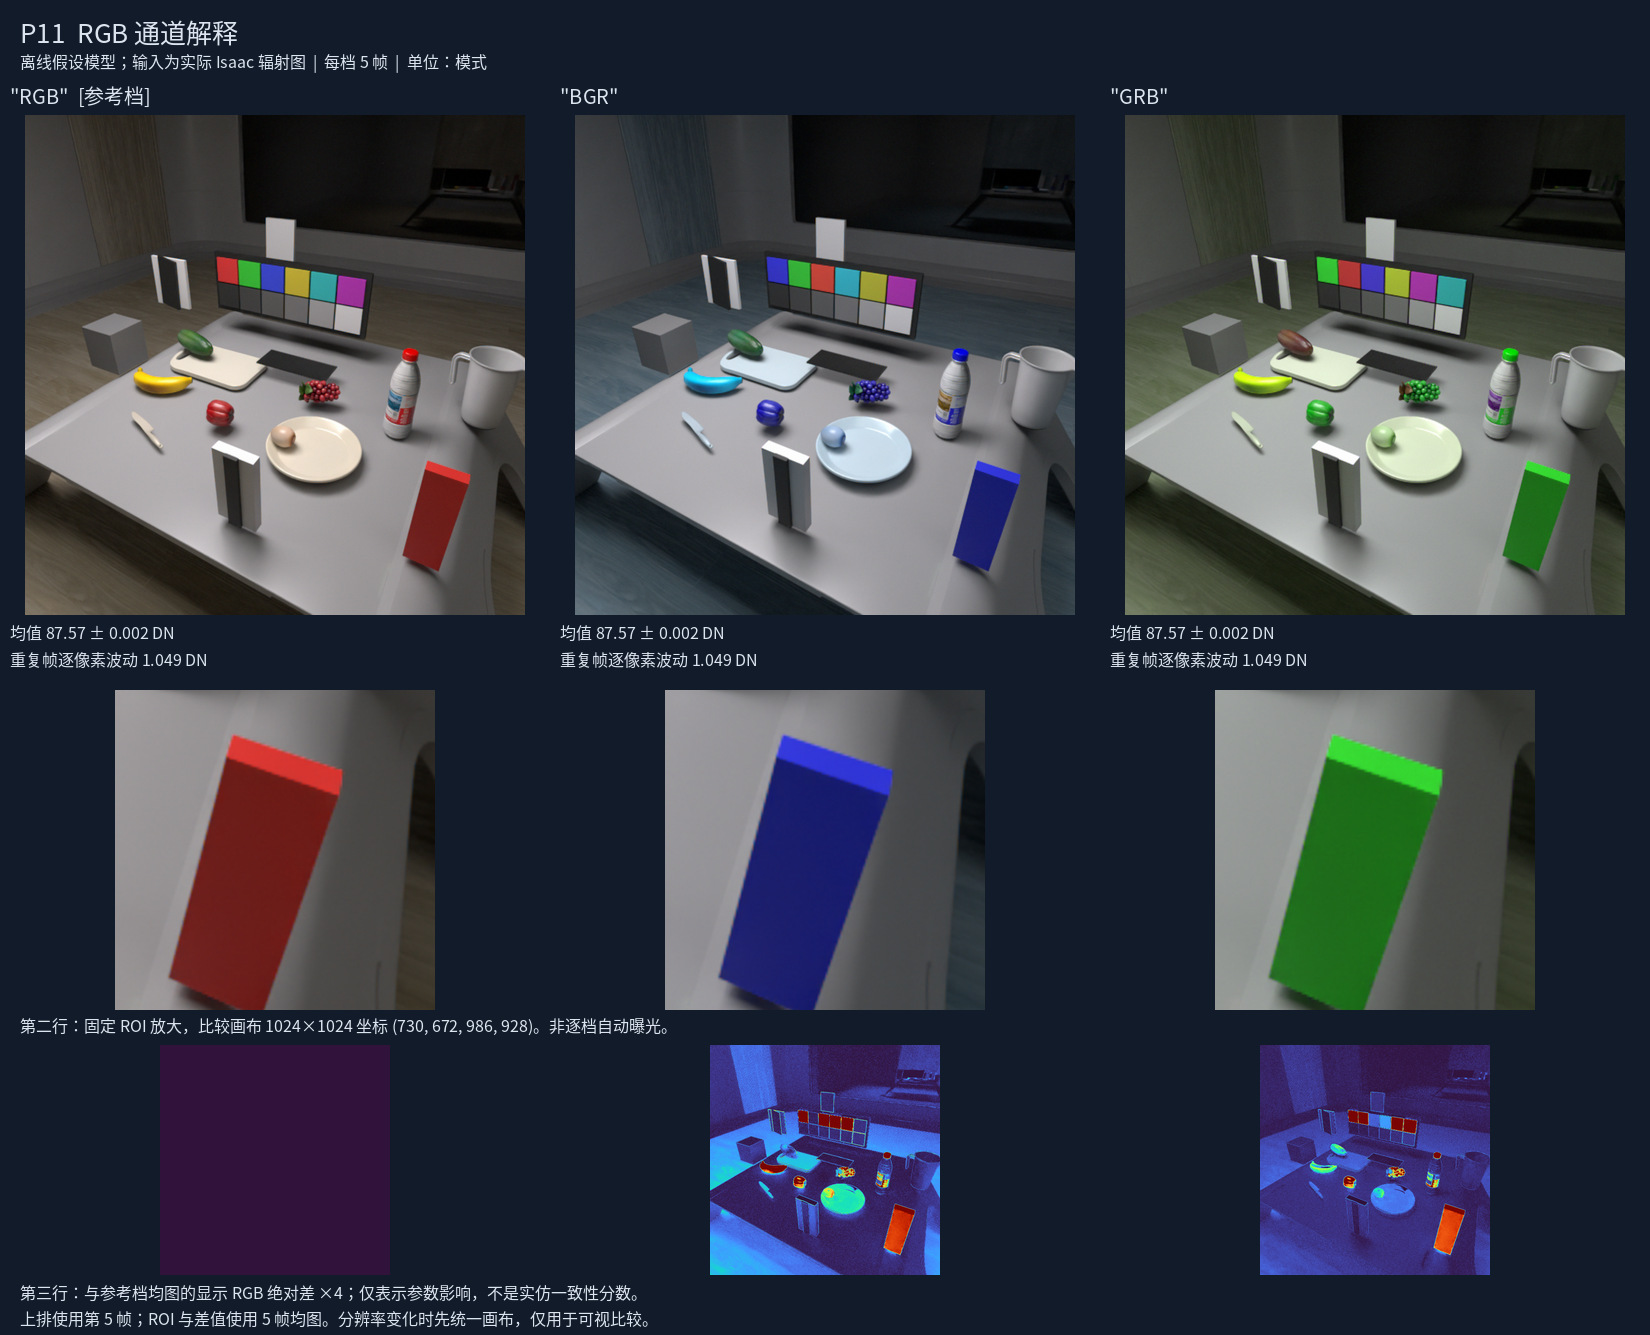 P11 RGB 通道解释
离线假设模型；输入为实际 Isaac 辐射图 | 每档 5 帧 | 单位：模式
"RGB" [参考档]
"BGR"
"GRB"
均值 87.57 ± 0.002 DN
重复帧逐像素波动 1.049 DN
均值 87.57 ± 0.002 DN
重复帧逐像素波动 1.049 DN
均值 87.57 ± 0.002 DN
重复帧逐像素波动 1.049 DN
第二行：固定 ROI 放大，比较画布 1024×1024 坐标 (730, 672, 986, 928)。非逐档自动曝光。
第三行：与参考档均图的显示 RGB 绝对差 ×4；仅表示参数影响，不是实仿一致性分数。
上排使用第 5 帧；ROI 与差值使用 5 帧均图。分辨率变化时先统一画布，仅用于可视比较。